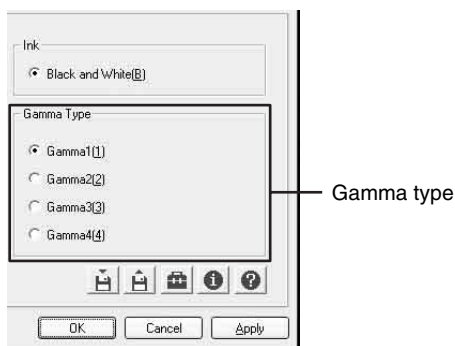 Ink
Black and White(B)
Gamma Type
Gamma1(1)
Gamma2(2)
Gamma3(3)
Gamma4(4)
Gamma type
OK Cancel Apply